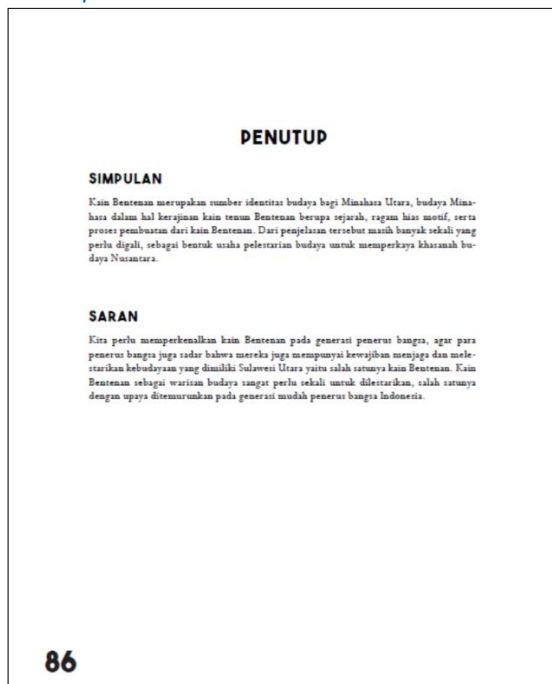 PENUTUP
SIMPULAN
Kain Bentenan merupakan sumber identitas budaya bagi Minahasa Utara, budaya Mina-
hasa dalam hal kerajinan kain tenun Bentenan berupa sejarah, ragam hias motif, serta
proses pembuatan dari kain Bentenan. Dari penjelasan tersebut masih banyak sekali yang
perlu digali, sebagai bentuk usaha pelestarian budaya untuk memperkaya khasanah bu-
daya Nusantara.
SARAN
Kita perlu memperkenalkan kain Bentenan pada generasi penerus bangsa, agar para
penerus bangsa juga sadar bahwa mereka juga mempunyai kewajiban menjaga dan mele-
starikan kebudayaan yang dimiliki Sulawesi Utara yaitu salah satunya kain Bentenan. Kain
Bentenan sebagai warisan budaya sangat perlu sekali untuk dilestarikan, salah satunya
dengan upaya ditemurunkan pada generasi mudah penerus bangsa Indonesia.
86